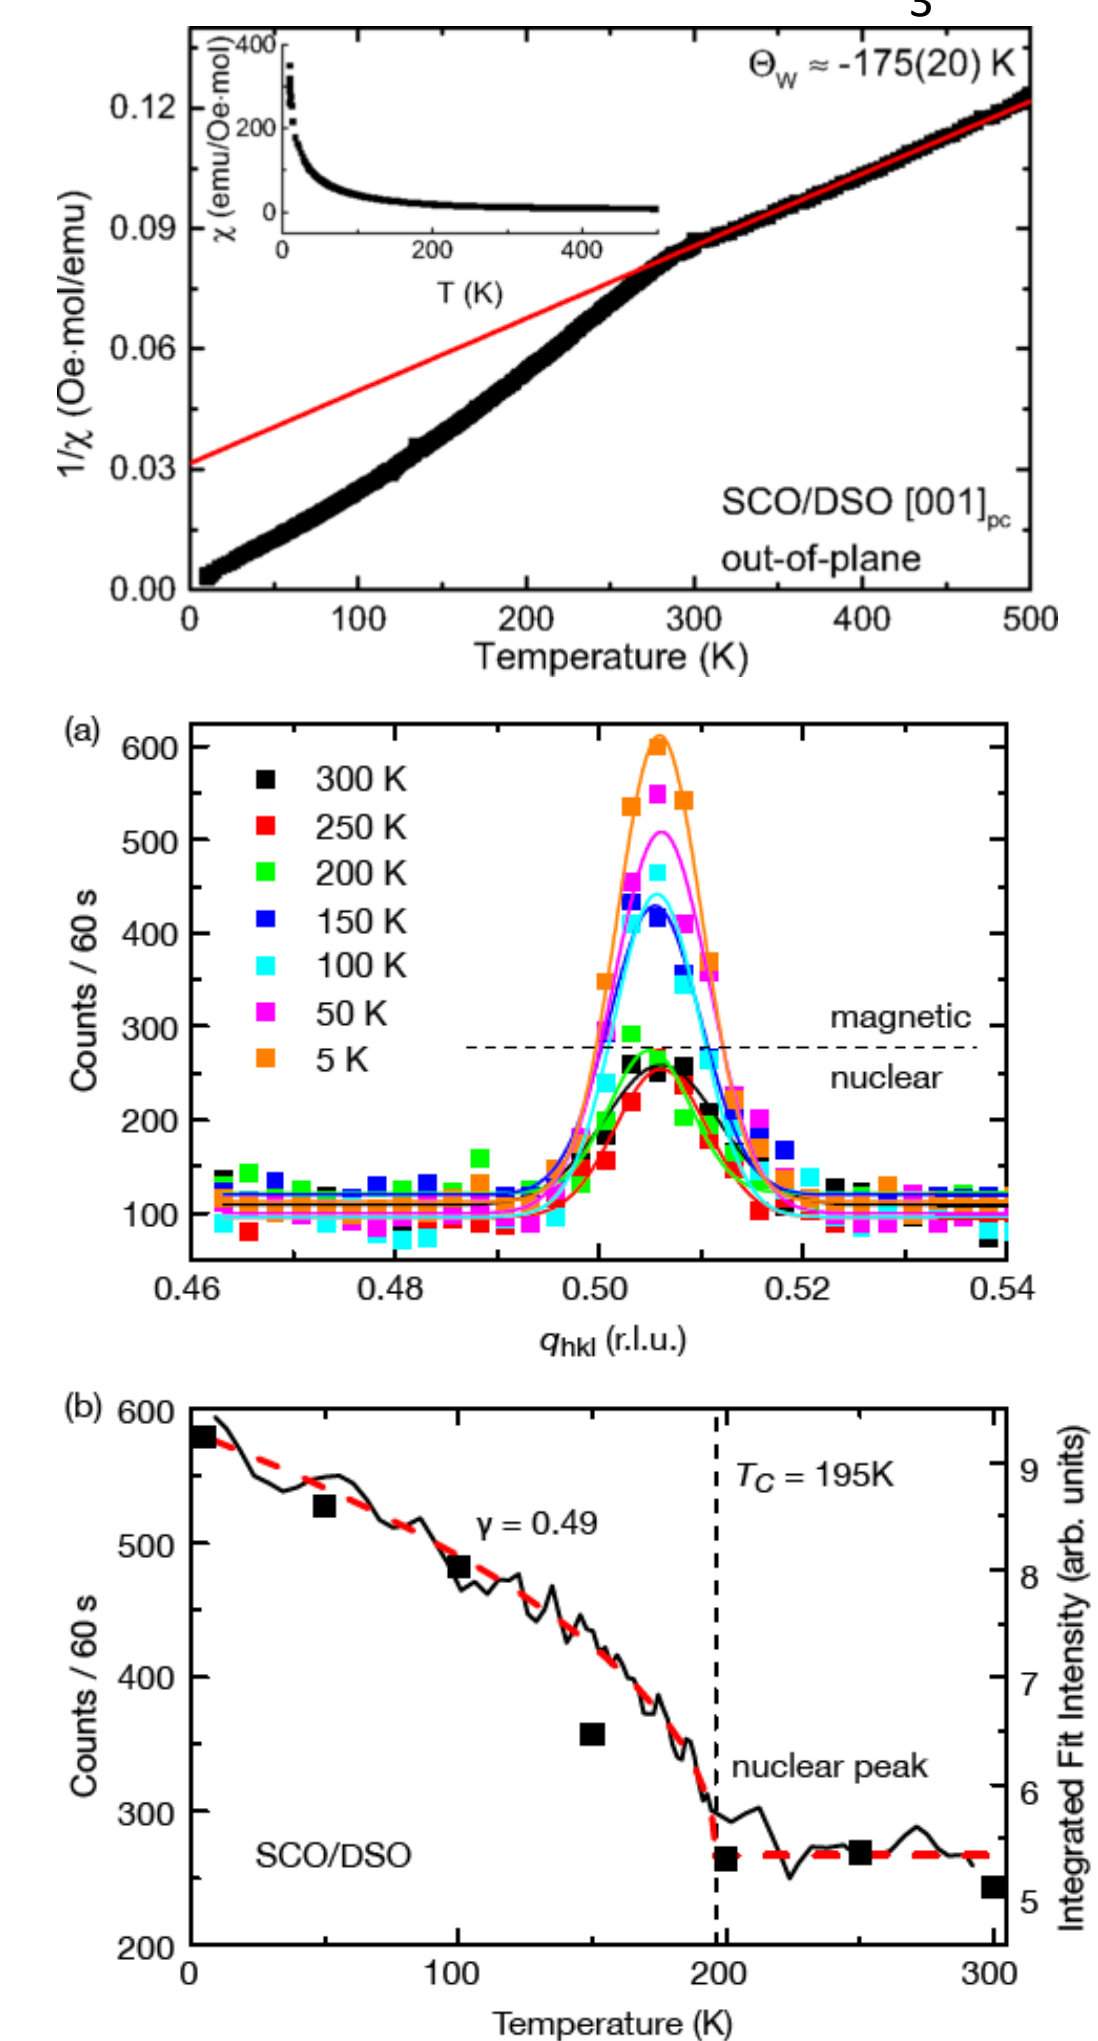 3
Θ_W ≈ -175(20) K
χ (emu/Oe·mol)
400
200
0
0
200
400
T (K)
1/χ (Oe·mol/emu)
0.12
0.09
0.06
0.03
0.00
SCO/DSO [001]_pc
out-of-plane
0
100
200
300
400
500
Temperature (K)
(a)
Counts / 60 s
600
500
400
300
200
100
300 K
250 K
200 K
150 K
100 K
50 K
5 K
magnetic
nuclear
0.46
0.48
0.50
0.52
0.54
q_hkl (r.l.u.)
(b)
Counts / 60 s
600
500
400
300
200
T_C = 195K
γ = 0.49
nuclear peak
SCO/DSO
9
8
7
6
5
Integrated Fit Intensity (arb. units)
0
100
200
300
Temperature (K)